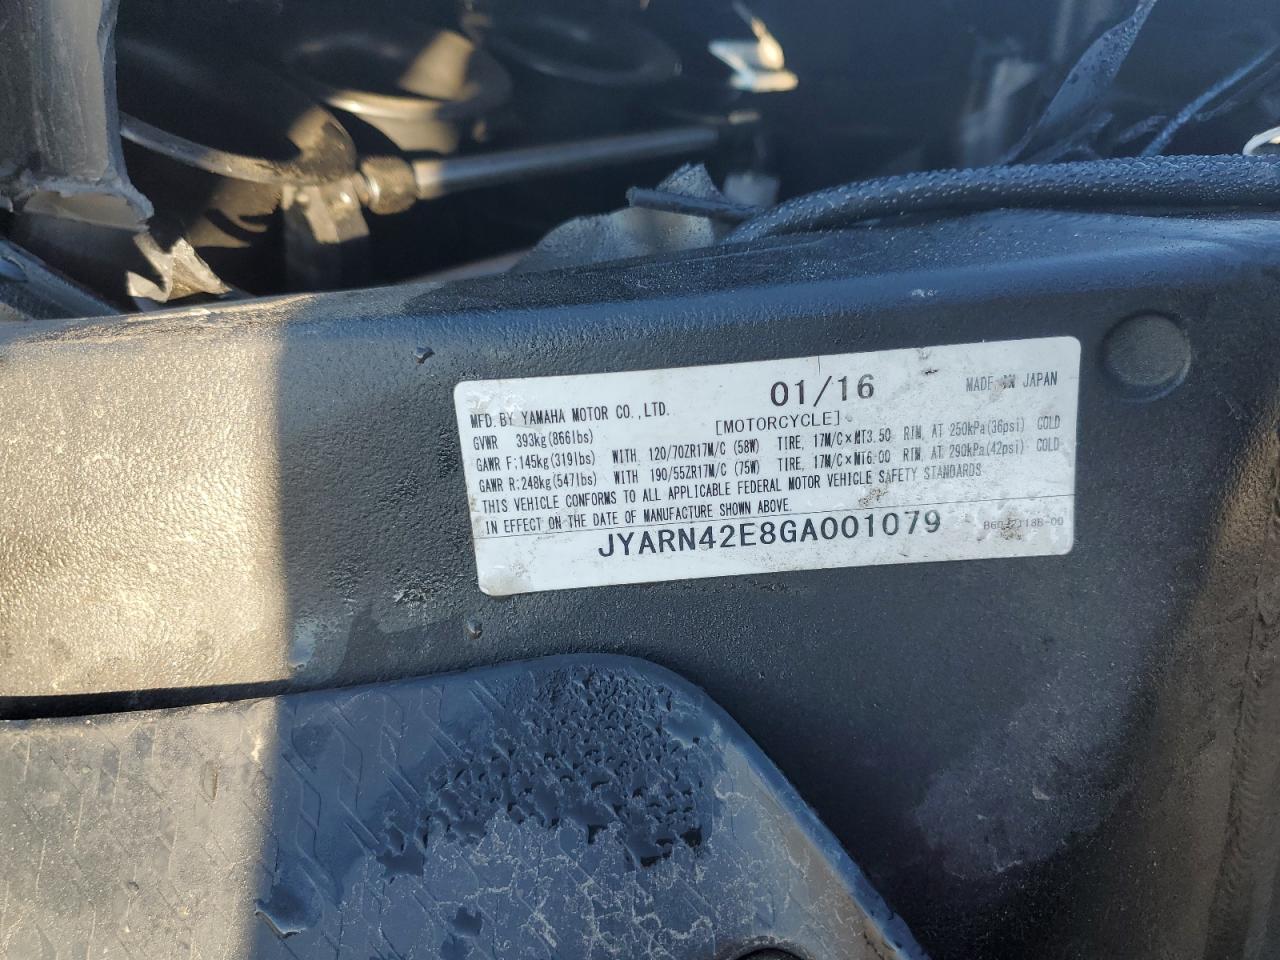 01/16 MADE IN JAPAN
MFD. BY YAMAHA MOTOR CO.,LTD. [MOTORCYCLE]
GVWR 393kg(866lbs)
GAWR F:145kg(319lbs) WITH 120/70ZR17M/C (58W) TIRE, 17M/C×MT3.50 RIM, AT 250kPa(36psi) COLD
GAWR R:248kg(547lbs) WITH 190/55ZR17M/C (75W) TIRE, 17M/C×MT6.00 RIM, AT 290kPa(42psi) COLD
THIS VEHICLE CONFORMS TO ALL APPLICABLE FEDERAL MOTOR VEHICLE SAFETY STANDARDS
IN EFFECT ON THE DATE OF MANUFACTURE SHOWN ABOVE.
JYARN42E8GA001079